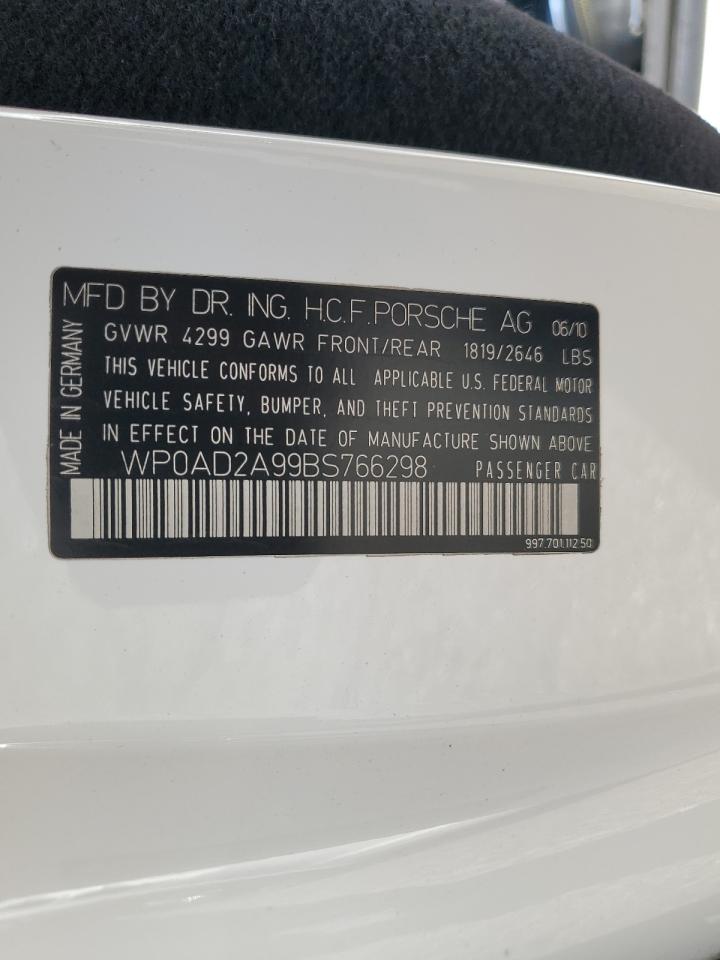 MFD BY DR. ING. H.C.F. PORSCHE AG 06/10
GVWR 4299 GAWR FRONT/REAR 1819/2646 LBS
THIS VEHICLE CONFORMS TO ALL APPLICABLE U.S. FEDERAL MOTOR
VEHICLE SAFETY, BUMPER, AND THEFT PREVENTION STANDARDS
IN EFFECT ON THE DATE OF MANUFACTURE SHOWN ABOVE
WP0AD2A99BS766298 PASSENGER CAR
997.701.112.50
MADE IN GERMANY